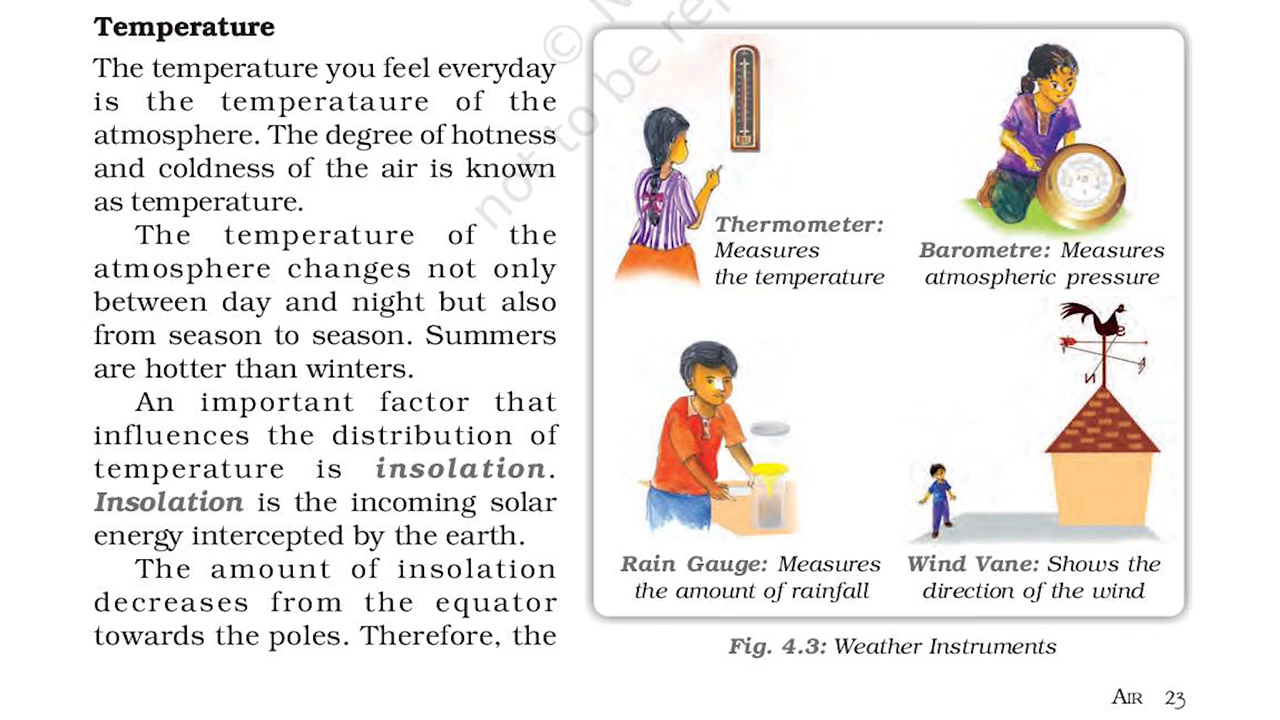 Temperature
The temperature you feel everyday
is the temperataure of the
atmosphere. The degree of hotness
and coldness of the air is known
as temperature.
The temperature of the
atmosphere changes not only
between day and night but also
from season to season. Summers
are hotter than winters.
An important factor that
influences the distribution of
temperature is insolation.
Insolation is the incoming solar
energy intercepted by the earth.
The amount of insolation
decreases from the equator
towards the poles. Therefore, the
©
not to be
Thermometer:
Measures
the temperature
Barometre: Measures
atmospheric pressure
Rain Gauge: Measures
the amount of rainfall
Wind Vane: Shows the
direction of the wind
Fig. 4.3: Weather Instruments
AIR 23